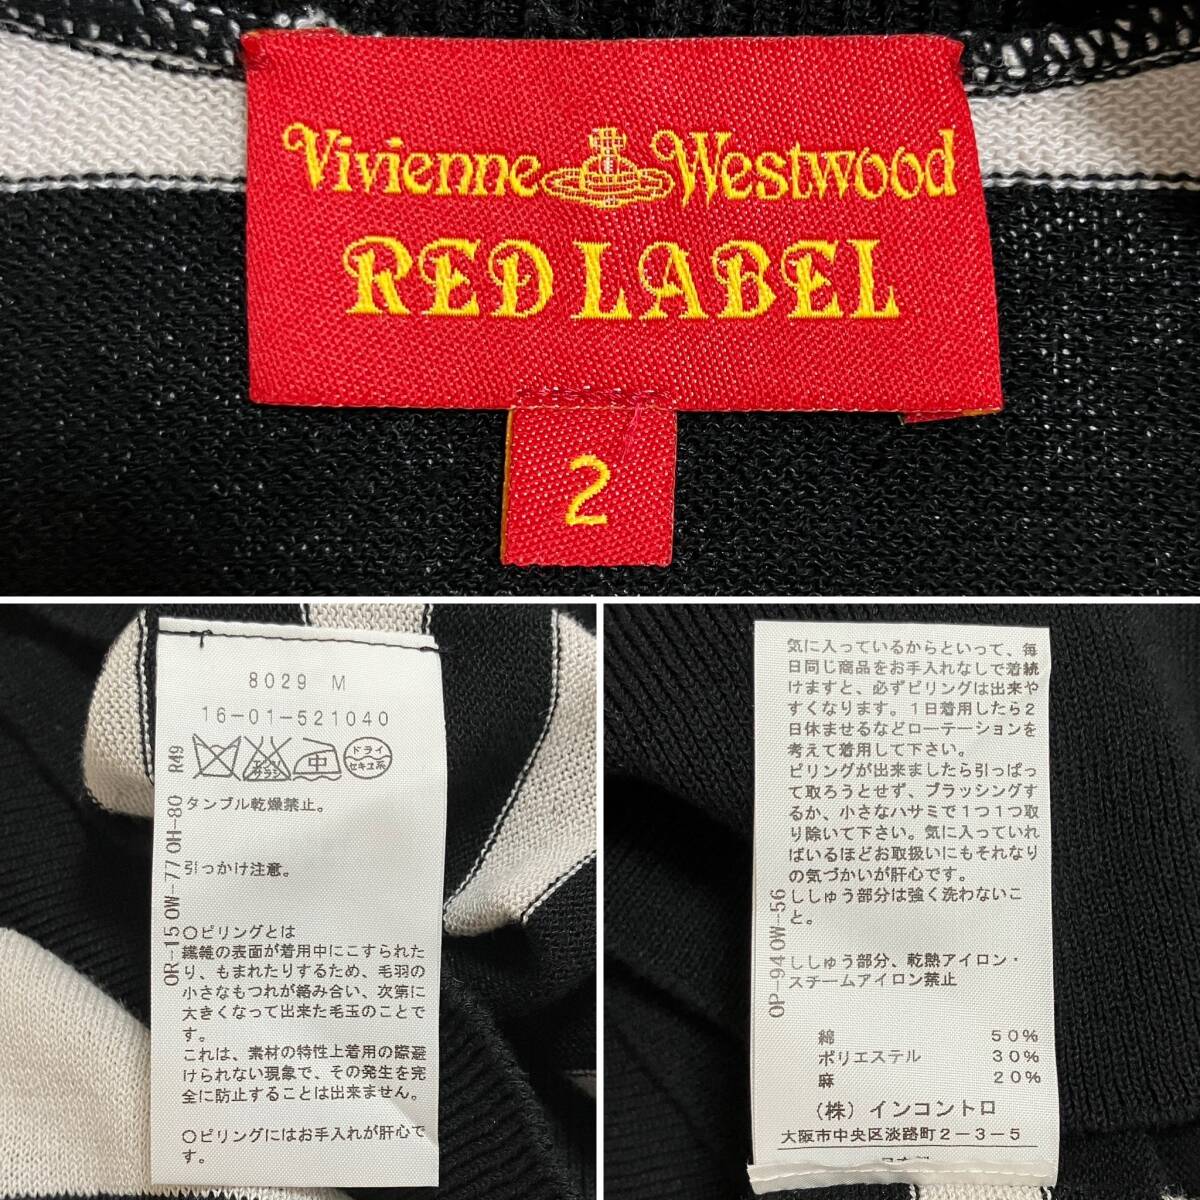 Vivienne Westwood
RED LABEL
2
8029 M
16-01-521040
エンソ
サラシ
中
ドライ
セキユ系
タンブル乾燥禁止。
引っかけ注意。
○ピリングとは
繊維の表面が着用中にこすられた
り、もまれたりするため、毛羽の
小さなもつれが絡み合い、次第に
大きくなって出来た毛玉のことで
す。
これは、素材の特性上着用の際避
けられない現象で、その発生を完
全に防止することは出来ません。
○ピリングにはお手入れが肝心で
す。
OR-15OW-77OH-80 R49
気に入っているからといって、毎
日同じ商品をお手入れなしで着続
けますと、必ずピリングは出来や
すくなります。1日着用したら2
日休ませるなどローテーションを
考えて着用して下さい。
ピリングが出来ましたら引っぱっ
て取ろうとせず、ブラッシングす
るか、小さなハサミで1つ1つ取
り除いて下さい。気に入っていれ
ばいるほどお取扱いにもそれなり
の気づかいが肝心です。
ししゅう部分は強く洗わないこ
と。
ししゅう部分、乾熱アイロン・
スチームアイロン禁止
OP-94OW-56
綿 50%
ポリエステル 30%
麻 20%
(株)インコントロ
大阪市中央区淡路町2-3-5